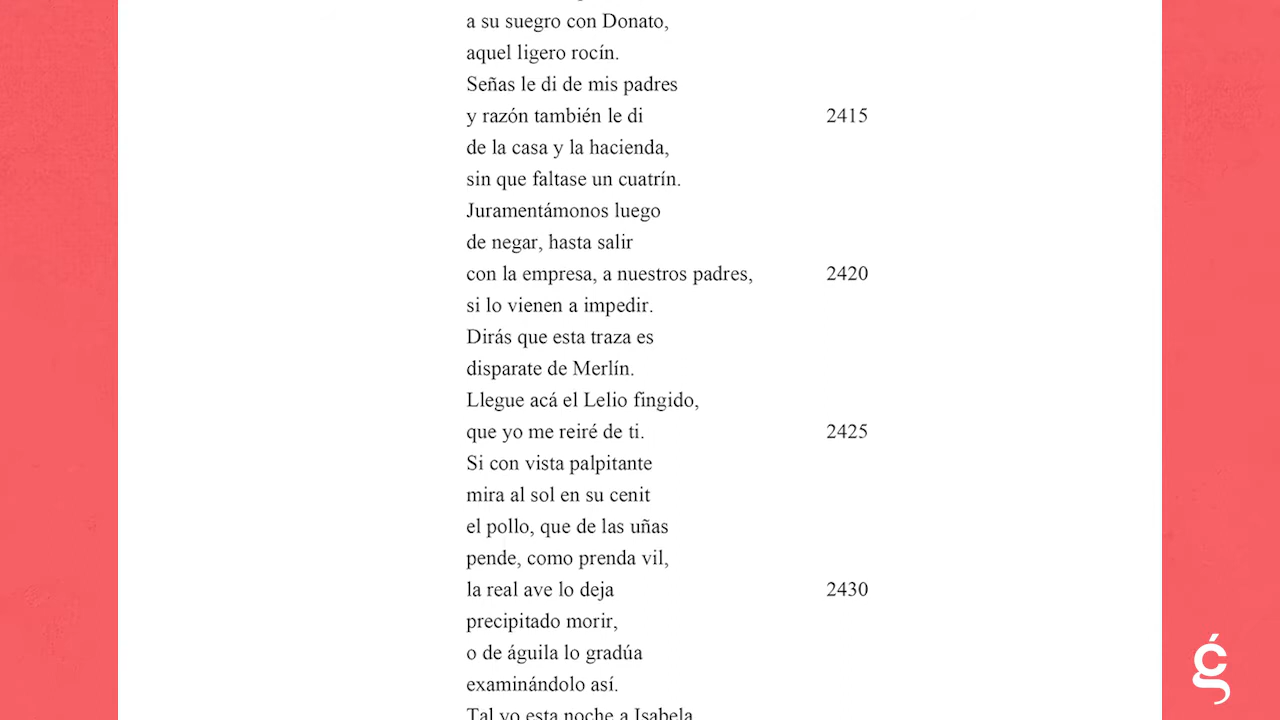 a su suegro con Donato,
aquel ligero rocín.
Señas le di de mis padres
y razón también le di 2415
de la casa y la hacienda,
sin que faltase un cuatrín.
Juramentámonos luego
de negar, hasta salir
con la empresa, a nuestros padres, 2420
si lo vienen a impedir.
Dirás que esta traza es
disparate de Merlín.
Llegue acá el Lelio fingido,
que yo me reiré de ti. 2425
Si con vista palpitante
mira al sol en su cenit
el pollo, que de las uñas
pende, como prenda vil,
la real ave lo deja 2430
precipitado morir,
o de águila lo gradúa
examinándolo así.
Tal yo esta noche a Isabela